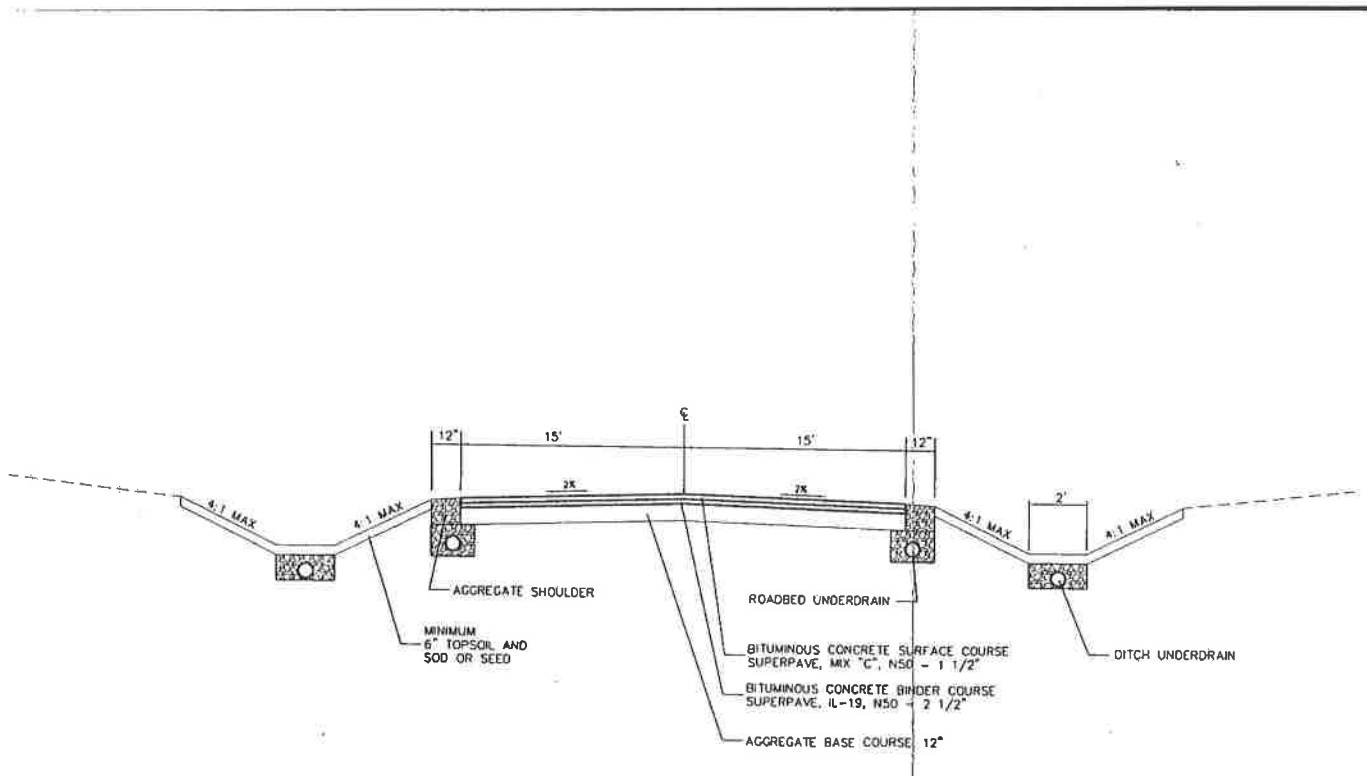 ℄
12"
15'
15'
12"
2%
2%
2'
4:1 MAX
4:1 MAX
4:1 MAX
4:1 MAX
AGGREGATE SHOULDER
ROADBED UNDERDRAIN
MINIMUM
6" TOPSOIL AND
SOD OR SEED
BITUMINOUS CONCRETE SURFACE COURSE
SUPERPAVE, MIX "C", N50 - 1 1/2"
DITCH UNDERDRAIN
BITUMINOUS CONCRETE BINDER COURSE
SUPERPAVE, IL-19, N50 - 2 1/2"
AGGREGATE BASE COURSE 12"